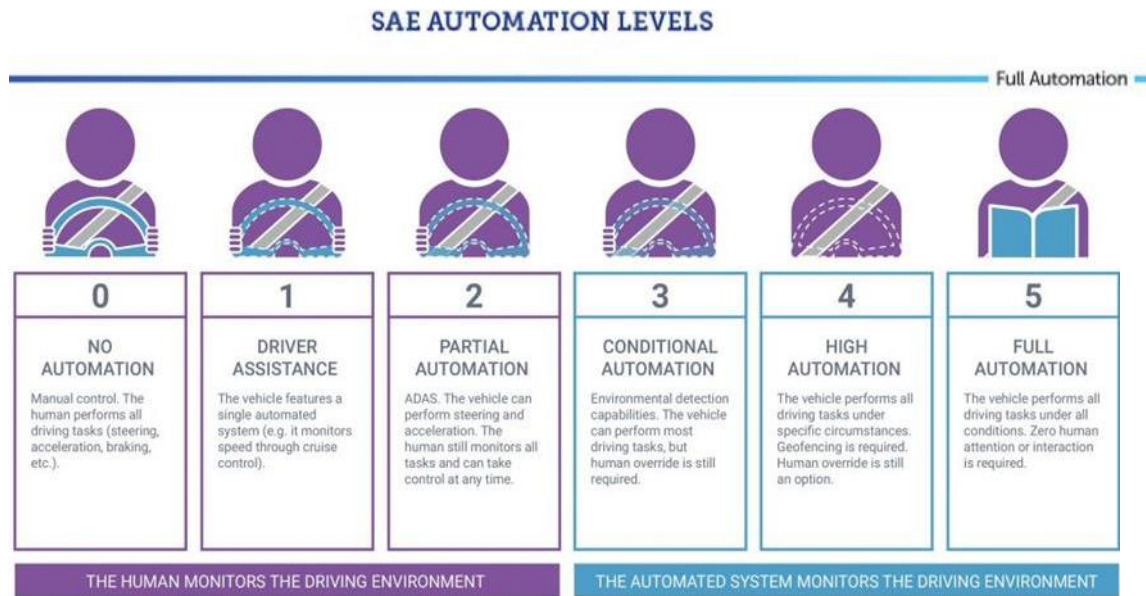 SAE AUTOMATION LEVELS
Full Automation
0
NO
AUTOMATION
Manual control. The
human performs all
driving tasks (steering,
acceleration, braking,
etc.).
1
DRIVER
ASSISTANCE
The vehicle features a
single automated
system (e.g. it monitors
speed through cruise
control).
2
PARTIAL
AUTOMATION
ADAS. The vehicle can
perform steering and
acceleration. The
human still monitors all
tasks and can take
control at any time.
3
CONDITIONAL
AUTOMATION
Environmental detection
capabilities. The vehicle
can perform most
driving tasks, but
human override is still
required.
4
HIGH
AUTOMATION
The vehicle performs all
driving tasks under
specific circumstances.
Geofencing is required.
Human override is still
an option.
5
FULL
AUTOMATION
The vehicle performs all
driving tasks under all
conditions. Zero human
attention or interaction
is required.
THE HUMAN MONITORS THE DRIVING ENVIRONMENT
THE AUTOMATED SYSTEM MONITORS THE DRIVING ENVIRONMENT